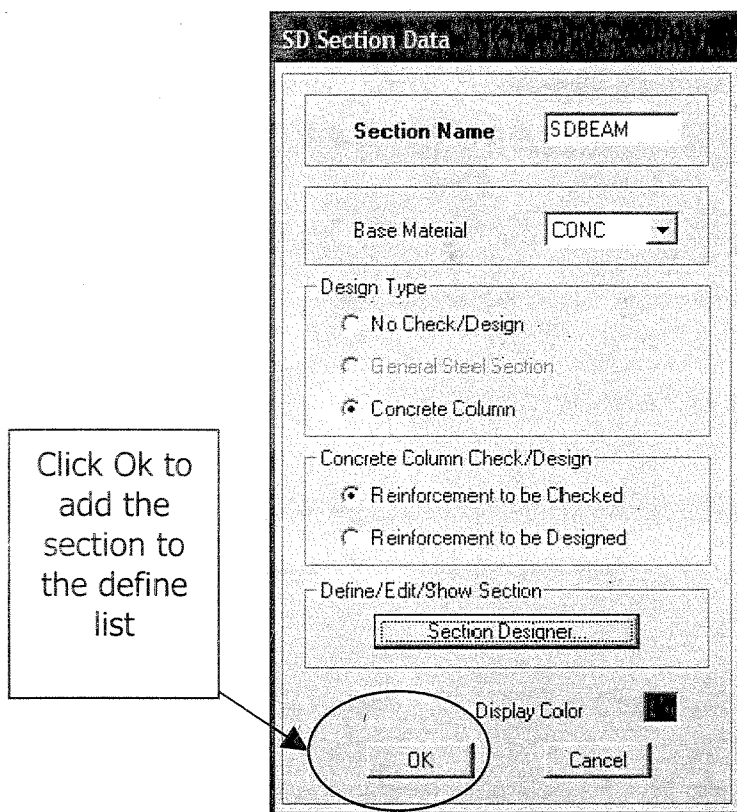 SD Section Data
Section Name SDBEAM
Base Material CONC
Design Type
No Check/Design
General Steel Section
Concrete Column
Concrete Column Check/Design
Reinforcement to be Checked
Reinforcement to be Designed
Define/Edit/Show Section
Section Designer...
Display Color
OK Cancel
Click Ok to
add the
section to
the define
list